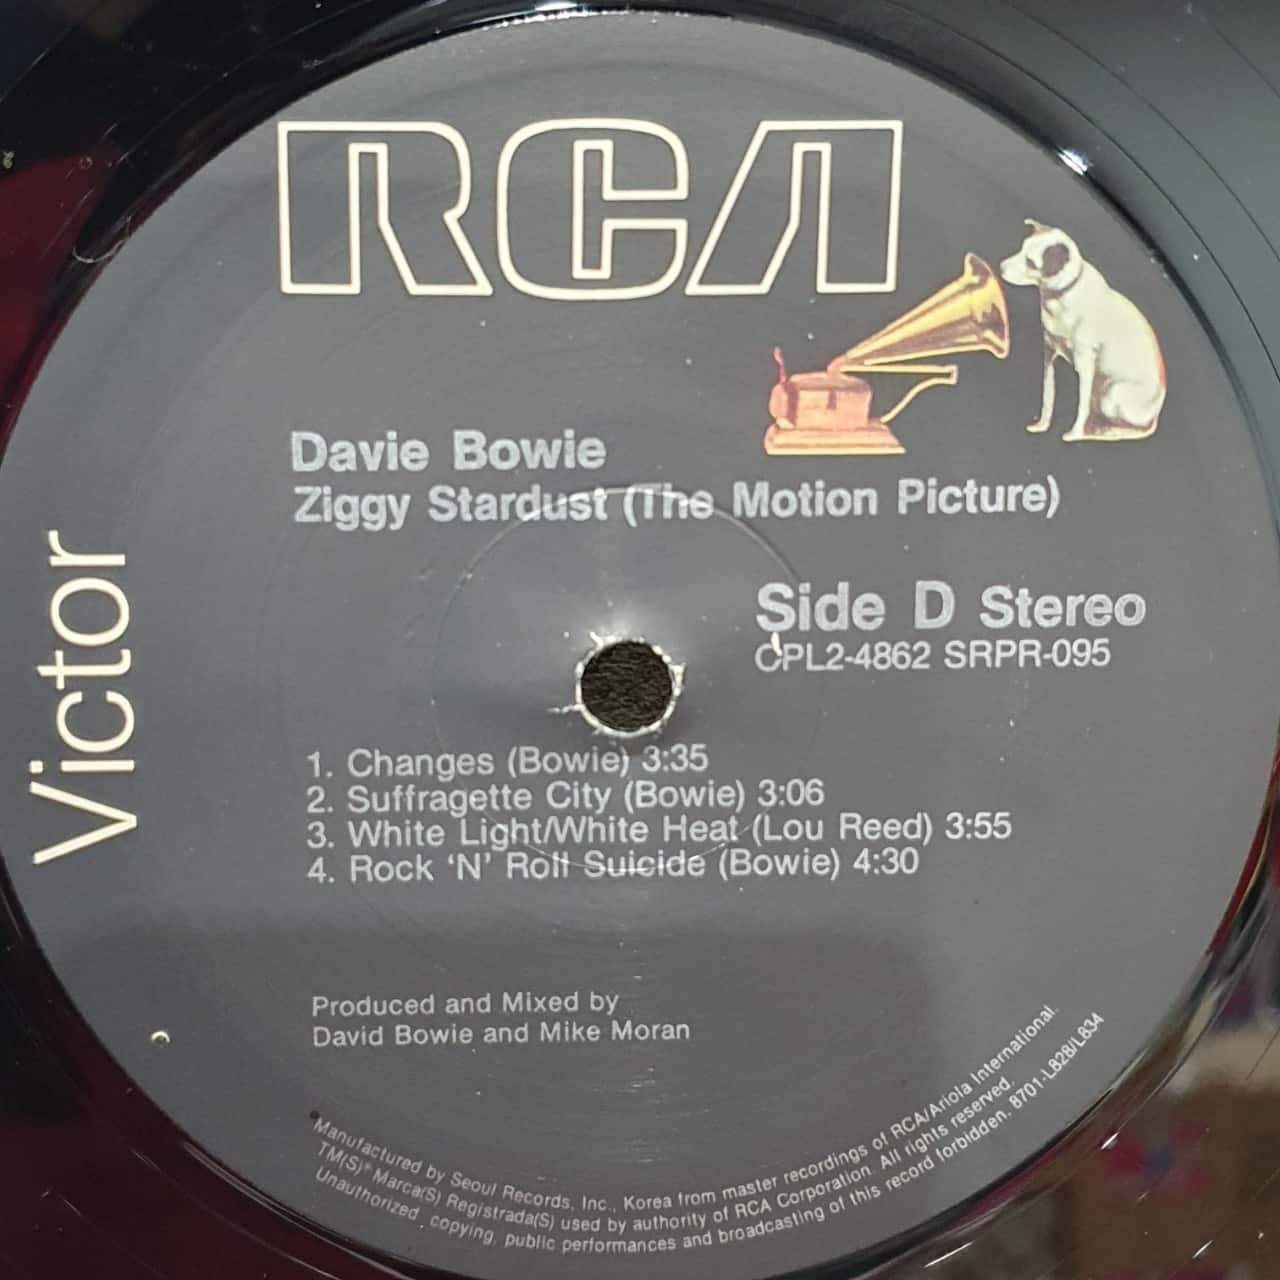 RCA
Victor
Davie Bowie
Ziggy Stardust (The Motion Picture)
Side D Stereo
CPL2-4862 SRPR-095
1. Changes (Bowie) 3:35
2. Suffragette City (Bowie) 3:06
3. White Light/White Heat (Lou Reed) 3:55
4. Rock ‘N’ Roll Suicide (Bowie) 4:30
Produced and Mixed by
David Bowie and Mike Moran
*Manufactured by Seoul Records, Inc., Korea from master recordings of RCA/Ariola International.
TM(S)* Marca(S) Registrada(S) used by authority of RCA Corporation. All rights reserved.
Unauthorized copying, public performances and broadcasting of this record forbidden. 8701-L828/L834